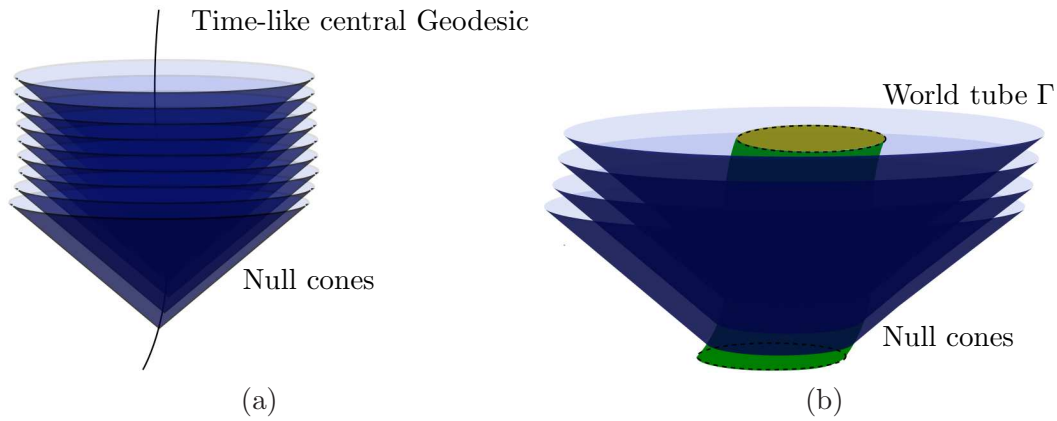 Time-like central Geodesic
World tube Γ
Null cones
Null cones
(a)
(b)